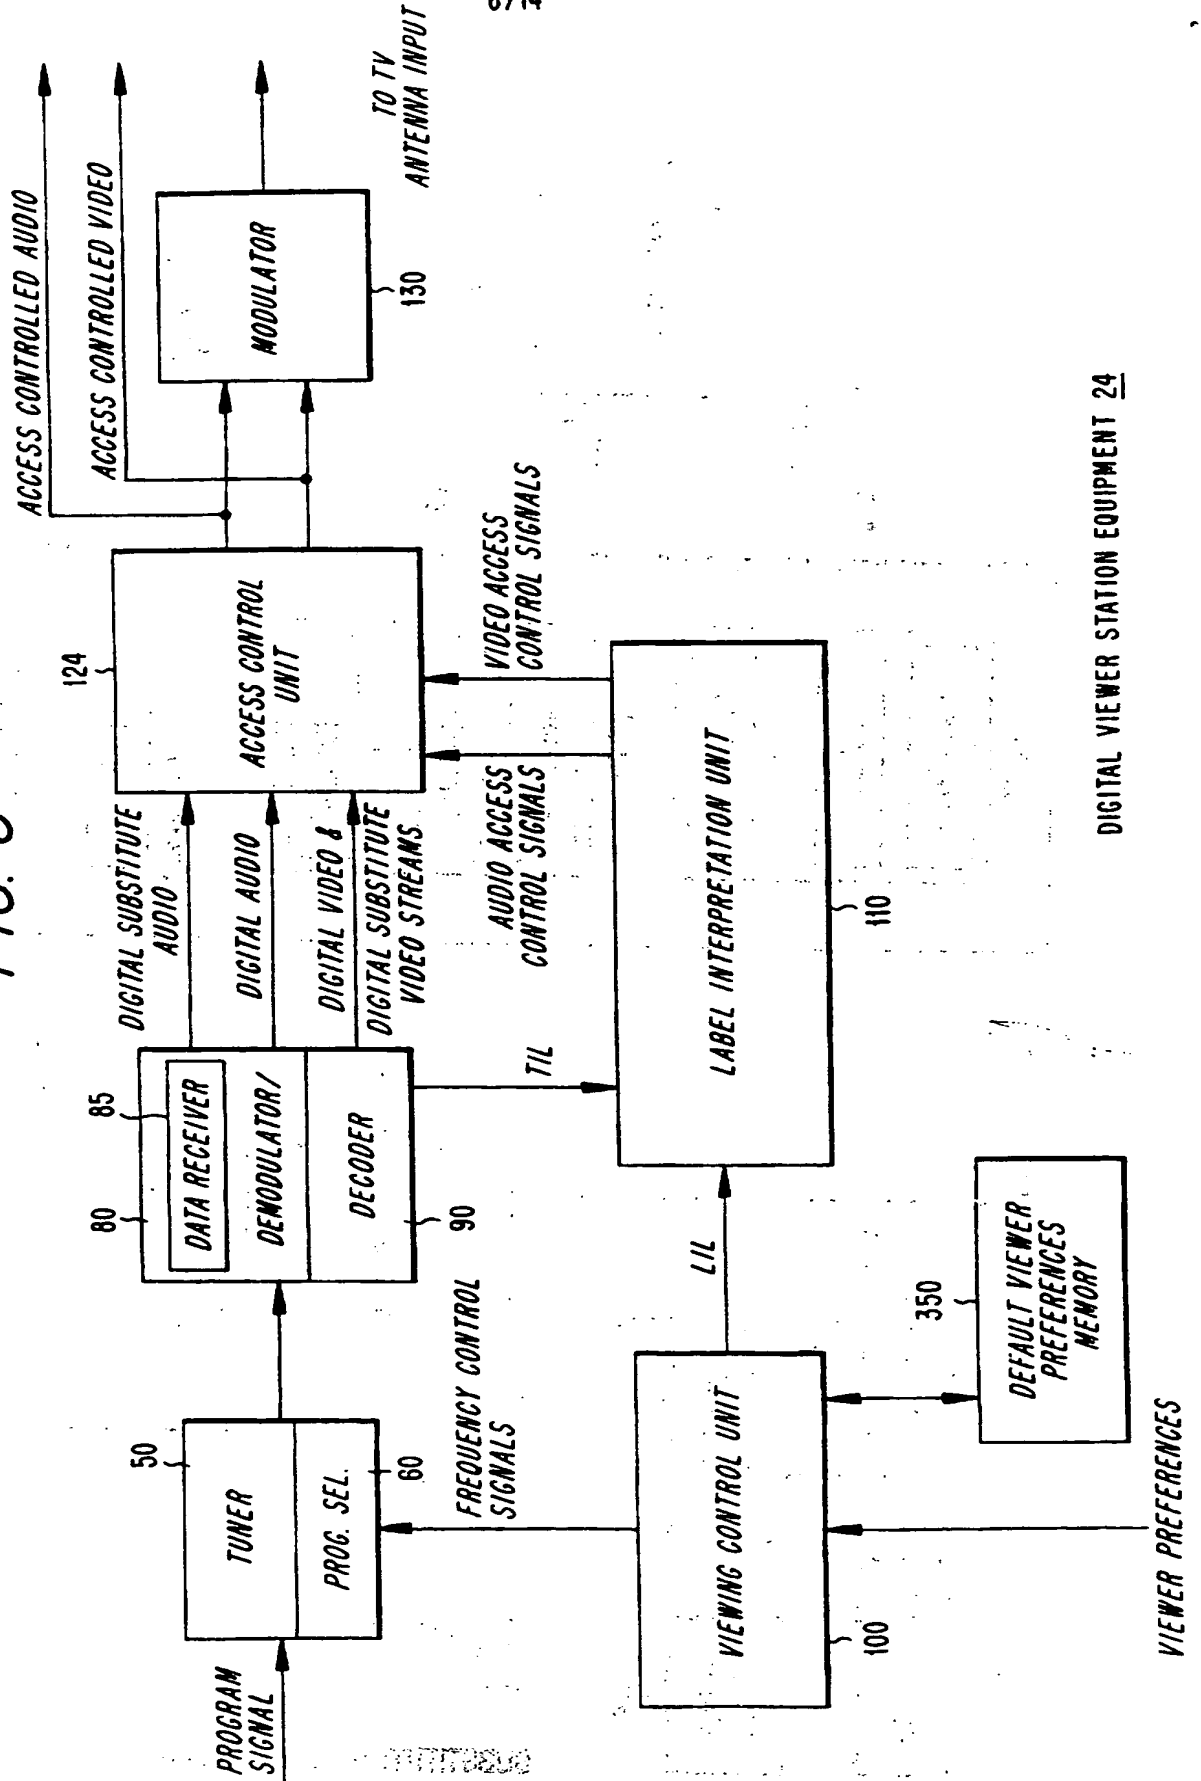 6/14
PROGRAM
SIGNAL
50
TUNER
PROG. SEL.
60
FREQUENCY CONTROL
SIGNALS
80
85
DATA RECEIVER
DEMODULATOR/
DECODER
90
DIGITAL SUBSTITUTE
AUDIO
DIGITAL AUDIO
DIGITAL VIDEO &
DIGITAL SUBSTITUTE
VIDEO STREAMS
TIL
124
ACCESS CONTROL
UNIT
ACCESS CONTROLLED AUDIO
ACCESS CONTROLLED VIDEO
MODULATOR
130
TO TV
ANTENNA INPUT
AUDIO ACCESS
CONTROL SIGNALS
VIDEO ACCESS
CONTROL SIGNALS
VIEWING CONTROL UNIT
100
LIL
LABEL INTERPRETATION UNIT
110
350
DEFAULT VIEWER
PREFERENCES
MEMORY
VIEWER PREFERENCES
DIGITAL VIEWER STATION EQUIPMENT 24